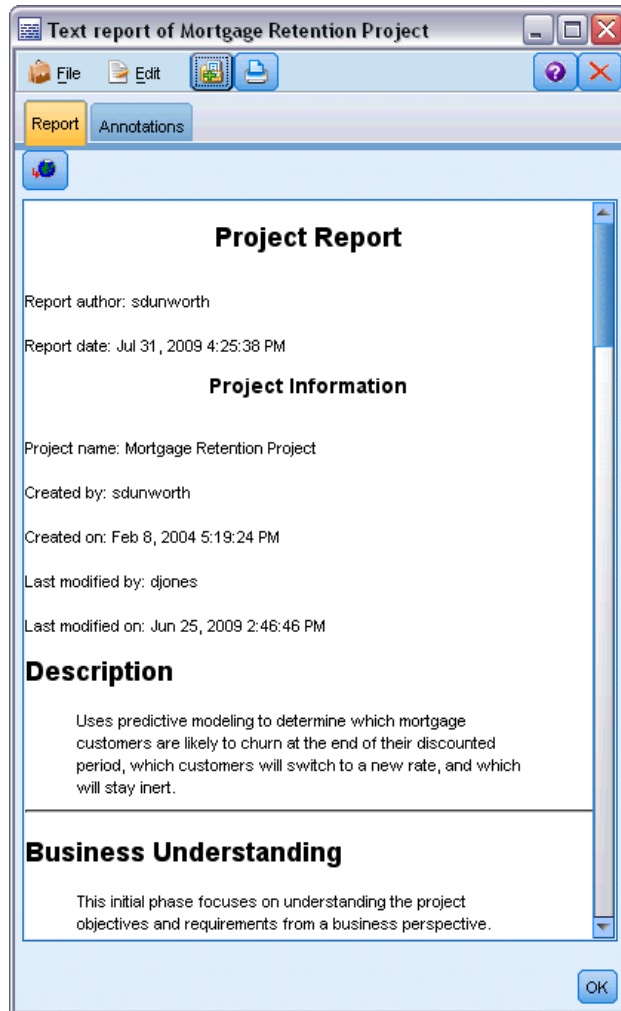 Text report of Mortgage Retention Project
File Edit
Report Annotations
Project Report
Report author: sdunworth
Report date: Jul 31, 2009 4:25:38 PM
Project Information
Project name: Mortgage Retention Project
Created by: sdunworth
Created on: Feb 8, 2004 5:19:24 PM
Last modified by: djones
Last modified on: Jun 25, 2009 2:46:46 PM
Description
Uses predictive modeling to determine which mortgage
customers are likely to churn at the end of their discounted
period, which customers will switch to a new rate, and which
will stay inert.
Business Understanding
This initial phase focuses on understanding the project
objectives and requirements from a business perspective.
OK